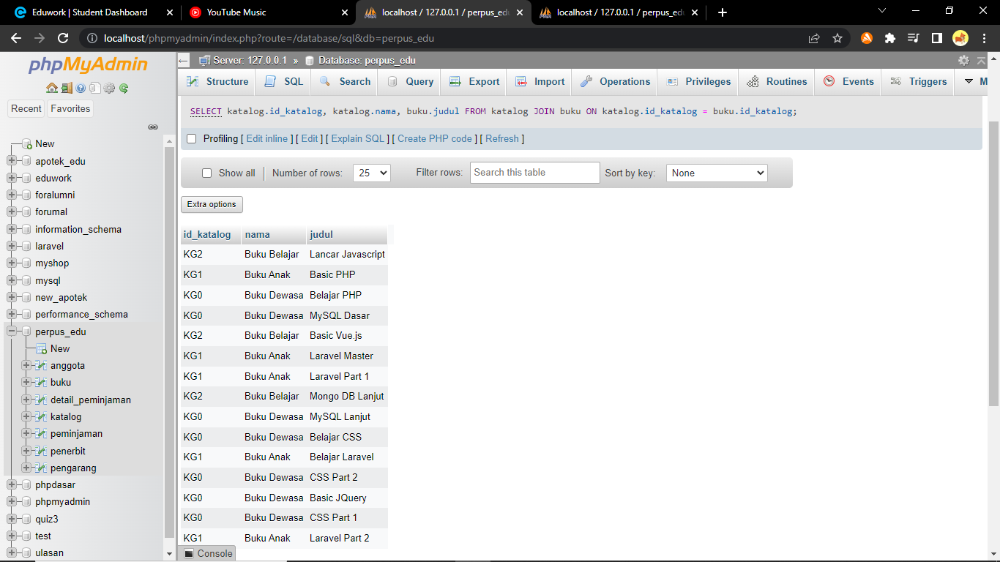 Eduwork | Student Dashboard
YouTube Music
localhost / 127.0.0.1 / perpus_edu
localhost / 127.0.0.1 / perpus_edu
localhost/phpmyadmin/index.php?route=/database/sql&db=perpus_edu
phpMyAdmin
Recent
Favorites
New
apotek_edu
eduwork
foralumni
forumal
information_schema
laravel
myshop
mysql
new_apotek
performance_schema
perpus_edu
New
anggota
buku
detail_peminjaman
katalog
peminjaman
penerbit
pengarang
phpdasar
phpmyadmin
quiz3
test
ulasan
Server: 127.0.0.1 » Database: perpus_edu
Structure SQL Search Query Export Import Operations Privileges Routines Events Triggers M
SELECT katalog.id_katalog, katalog.nama, buku.judul FROM katalog JOIN buku ON katalog.id_katalog = buku.id_katalog;
Profiling [ Edit inline ] [ Edit ] [ Explain SQL ] [ Create PHP code ] [ Refresh ]
Show all Number of rows: 25 Filter rows: Search this table Sort by key: None
Extra options
id_katalog nama judul
KG2 Buku Belajar Lancar Javascript
KG1 Buku Anak Basic PHP
KG0 Buku Dewasa Belajar PHP
KG0 Buku Dewasa MySQL Dasar
KG2 Buku Belajar Basic Vue.js
KG1 Buku Anak Laravel Master
KG1 Buku Anak Laravel Part 1
KG2 Buku Belajar Mongo DB Lanjut
KG0 Buku Dewasa MySQL Lanjut
KG0 Buku Dewasa Belajar CSS
KG1 Buku Anak Belajar Laravel
KG0 Buku Dewasa CSS Part 2
KG0 Buku Dewasa Basic JQuery
KG0 Buku Dewasa CSS Part 1
KG1 Buku Anak Laravel Part 2
Console